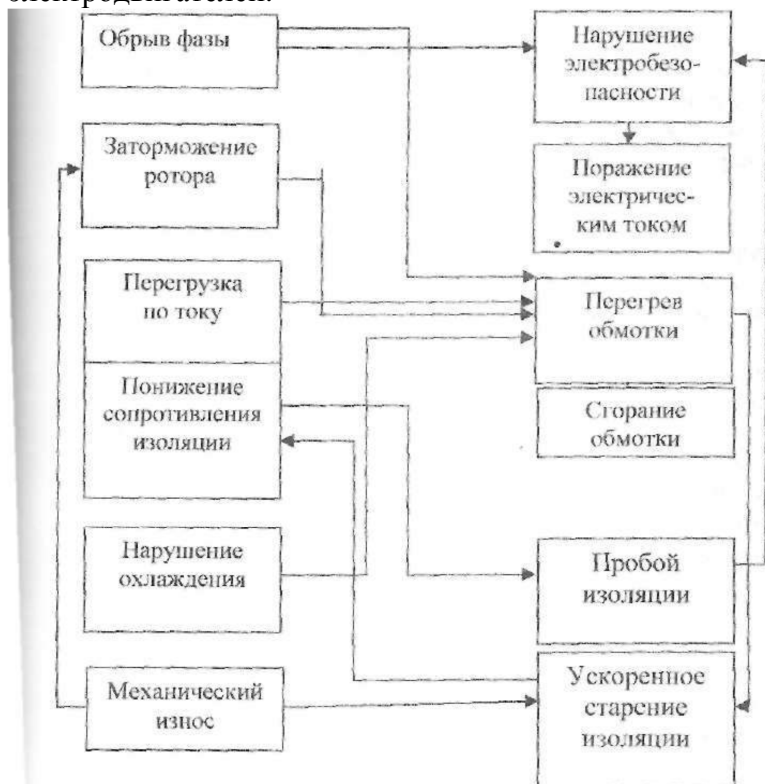 электродвигателей.
Обрыв фазы
Нарушение
электробезо-
пасности
Заторможение
ротора
Поражение
электричес-
ким током
Перегрузка
по току
Перегрев
обмотки
Понижение
сопротивления
изоляции
Сгорание
обмотки
Нарушение
охлаждения
Пробой
изоляции
Механический
износ
Ускоренное
старение
изоляции